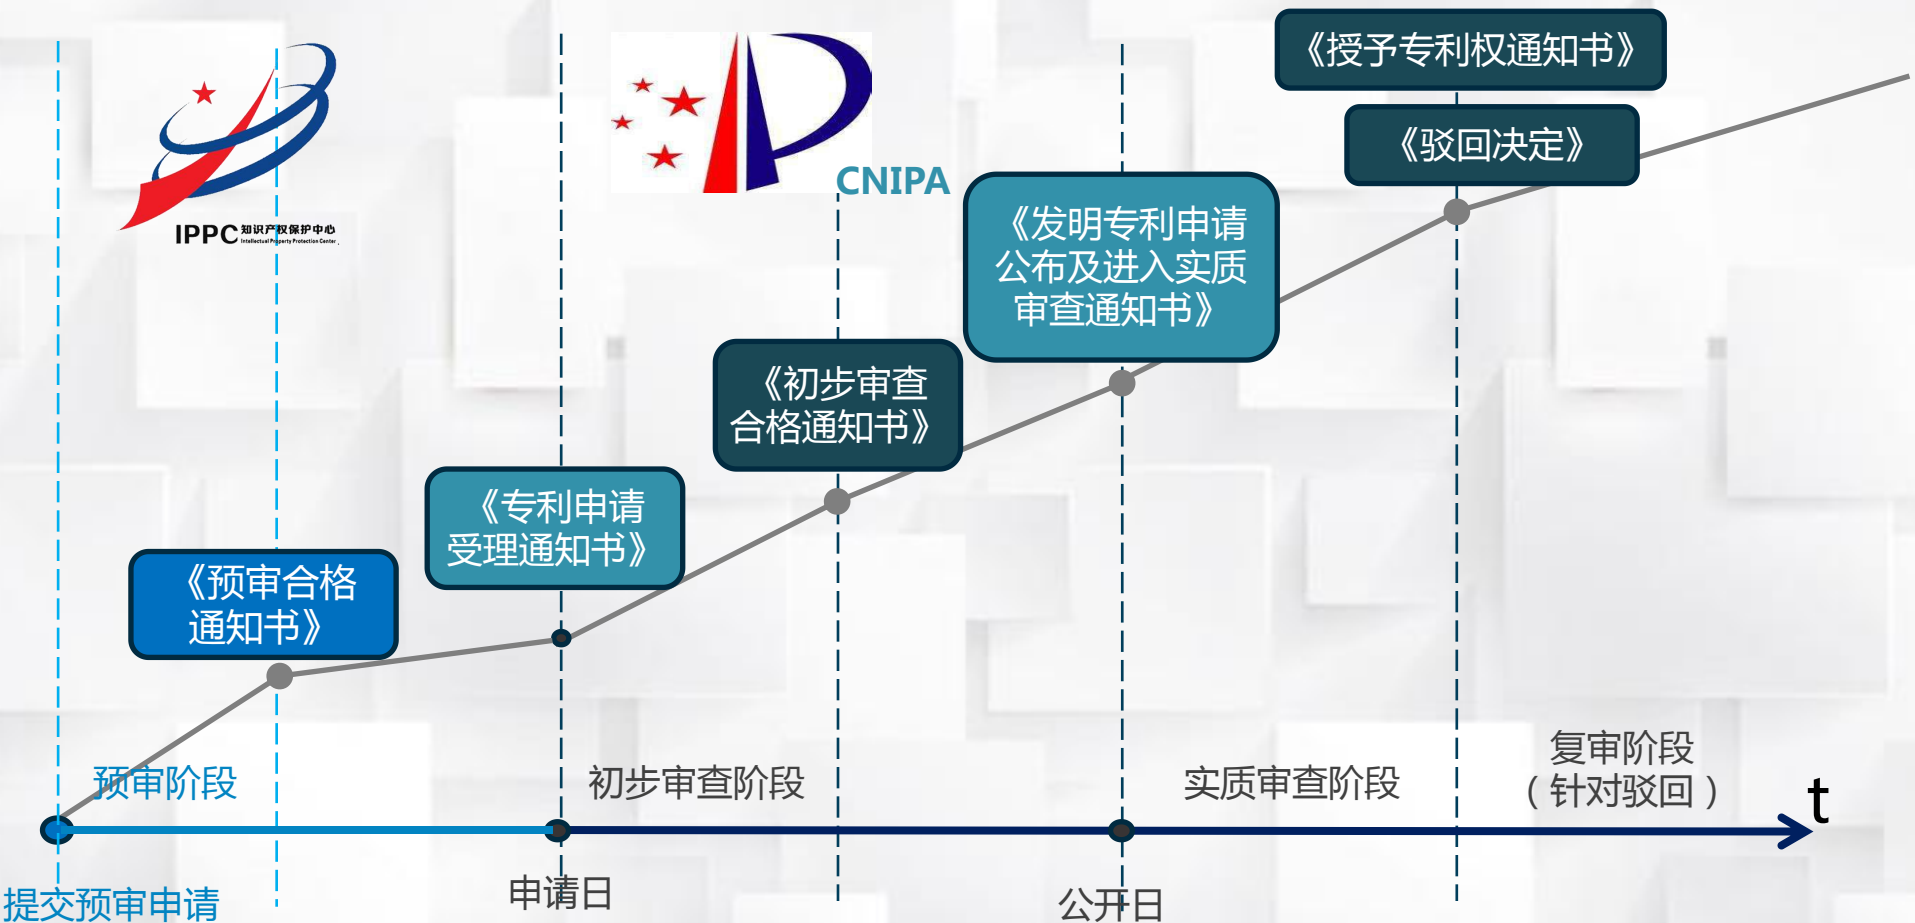 《授予专利权通知书》
《驳回决定》
CNIPA
《发明专利申请
公布及进入实质
审查通知书》
IPPC 知识产权保护中心
Intellectual Property Protection Center
《初步审查
合格通知书》
《专利申请
受理通知书》
《预审合格
通知书》
预审阶段
初步审查阶段
实质审查阶段
复审阶段
（针对驳回）
t
提交预审申请
申请日
公开日